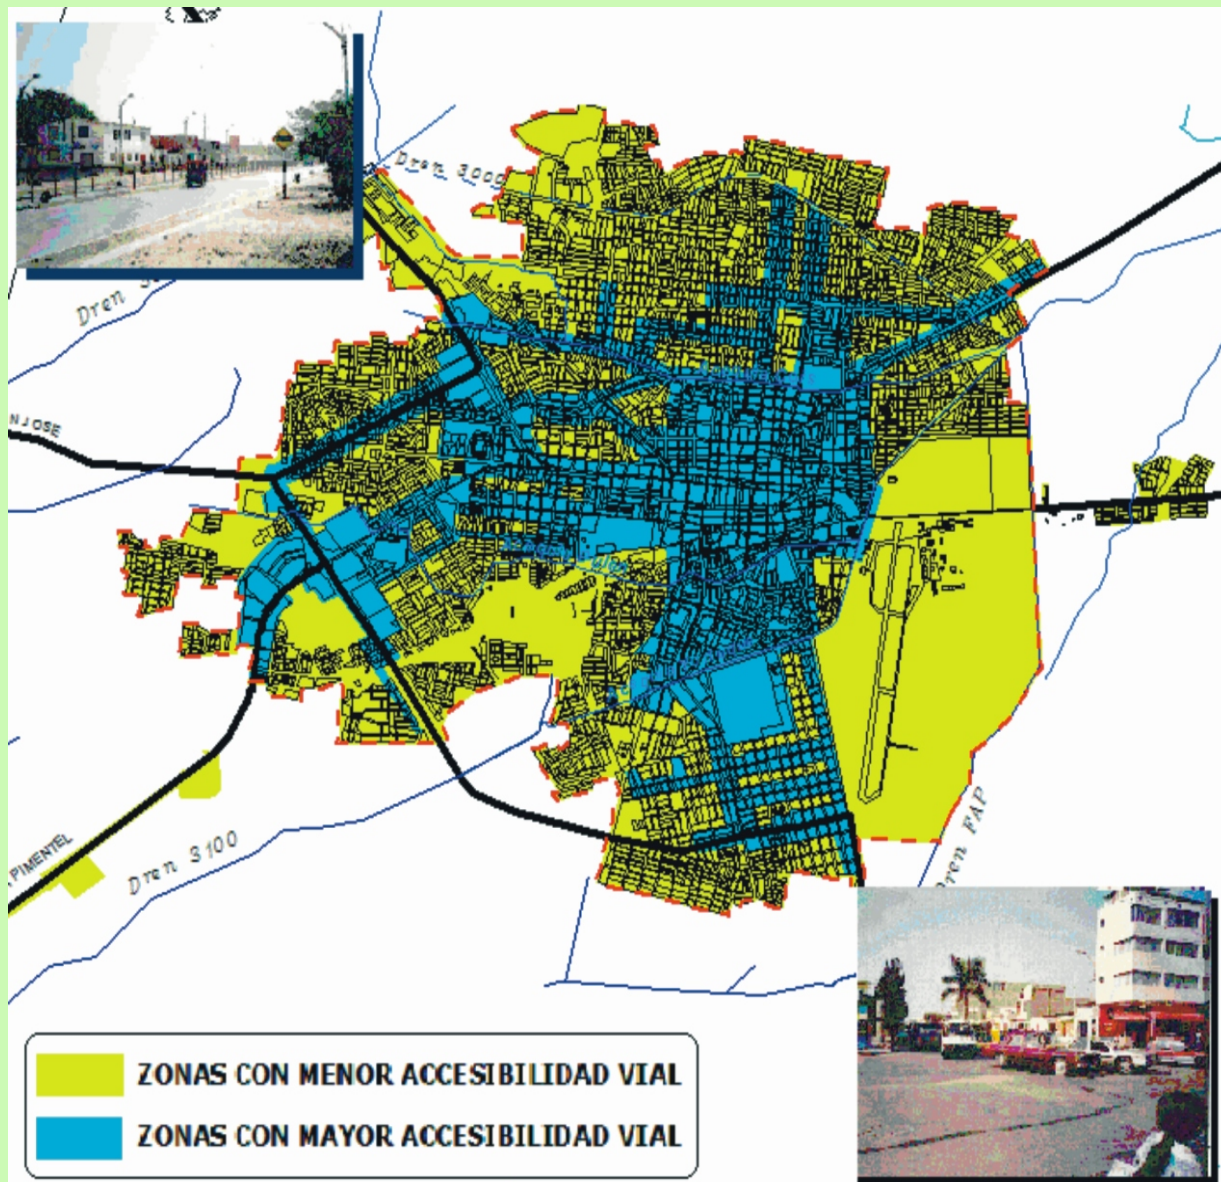 Dren 3000
Dren
N JOSE
PIMENTEL
Dren 3100
Dren FAP
ZONAS CON MENOR ACCESIBILIDAD VIAL
ZONAS CON MAYOR ACCESIBILIDAD VIAL